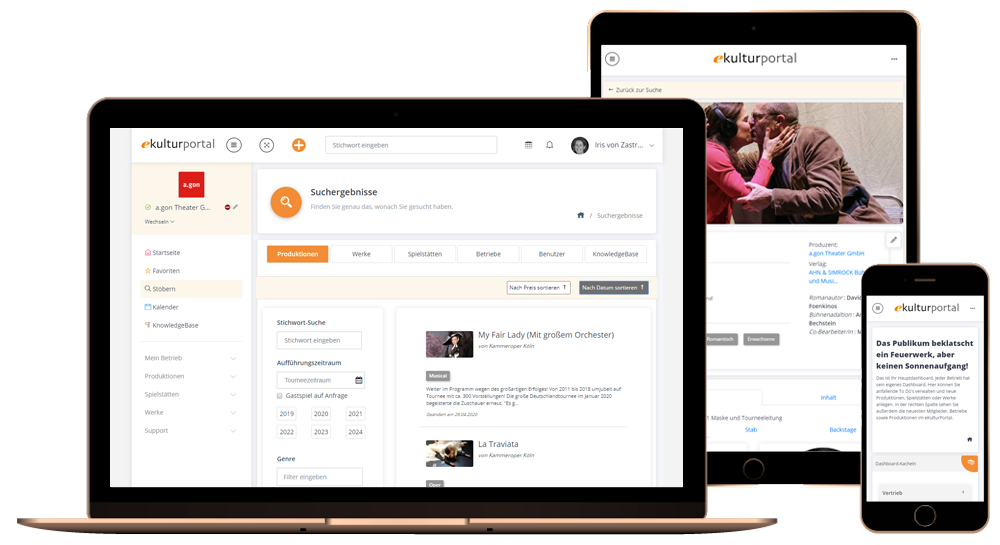 ekulturportal
Stichwort eingeben
Iris von Zastr...
a.gon
a.gon Theater G...
Wechseln
Startseite
Favoriten
Stöbern
Kalender
KnowledgeBase
Mein Betrieb
Produktionen
Spielstätten
Werke
Support
Suchergebnisse
Finden Sie genau das, wonach Sie gesucht haben.
/ Suchergebnisse
Produktionen
Werke
Spielstätten
Betriebe
Benutzer
KnowledgeBase
Nach Preis sortieren ↑
Nach Datum sortieren ↑
Stichwort-Suche
Stichwort eingeben
Aufführungszeitraum
Tourneezeitraum
Gastspiel auf Anfrage
2019 2020 2021
2022 2023 2024
Genre
Filter eingeben
My Fair Lady (Mit großem Orchester)
von Kammeroper Köln
Musical
Weiter im Programm wegen des großartigen Erfolges! Von 2011 bis 2018 umjubelt auf
Tournee mit ca. 300 Vorstellungen! Die große Deutschlandtournee im Januar 2020
begeisterte die Zuschauer erneut. "Es g...
Geändert am 29.04.2020
La Traviata
von Kammeroper Köln
Oper
ekulturportal
← Zurück zur Suche
Produzent:
a.gon Theater GmbH
Verlag:
AHN & SIMROCK Büh
und Musi...
Romanautor : David
Foenkinos
Bühnenadaition : An
Bechstein
Co-Bearbeiter/in : M
Romantisch
Erwachsene
Inhalt
1 Maske und Tourneeleitung
Stab
Backstage
ekulturportal
Das Publikum beklatscht
ein Feuerwerk, aber
keinen Sonnenaufgang!
Das ist Ihr Hauptdashboard, jeder Betrieb hat
sein eigenes Dashboard. Hier können Sie
anfallende To Do's verwalten und neue
Produktionen, Spielstätten oder Werke
anlegen. In der rechten Spalte sehen Sie
außerdem die neuesten Mitglieder, Betriebe
sowie Produktionen im eKulturPortal.
Dashboard-Kacheln
Vertrieb